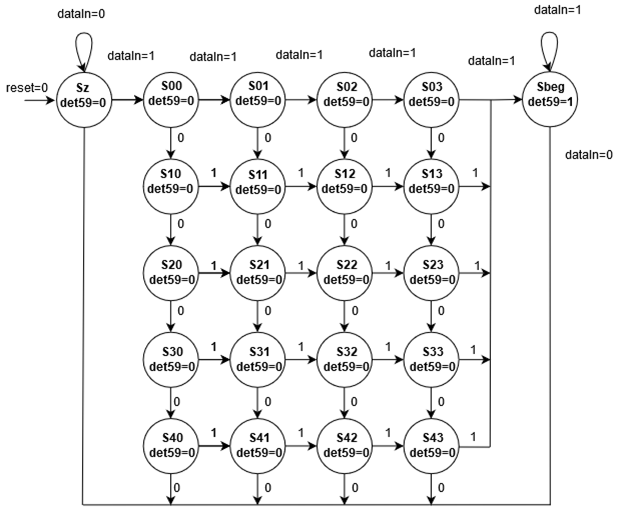 dataIn=0
dataIn=1
dataIn=1
dataIn=1
dataIn=1
dataIn=1
dataIn=1
reset=0
Sz
det59=0
S00
det59=0
S01
det59=0
S02
det59=0
S03
det59=0
Sbeg
det59=1
dataIn=0
0
0
0
0
S10
det59=0
1
S11
det59=0
1
S12
det59=0
1
S13
det59=0
1
0
0
0
0
S20
det59=0
1
S21
det59=0
1
S22
det59=0
1
S23
det59=0
1
0
0
0
0
S30
det59=0
1
S31
det59=0
1
S32
det59=0
1
S33
det59=0
1
0
0
0
0
S40
det59=0
1
S41
det59=0
1
S42
det59=0
1
S43
det59=0
1
0
0
0
0